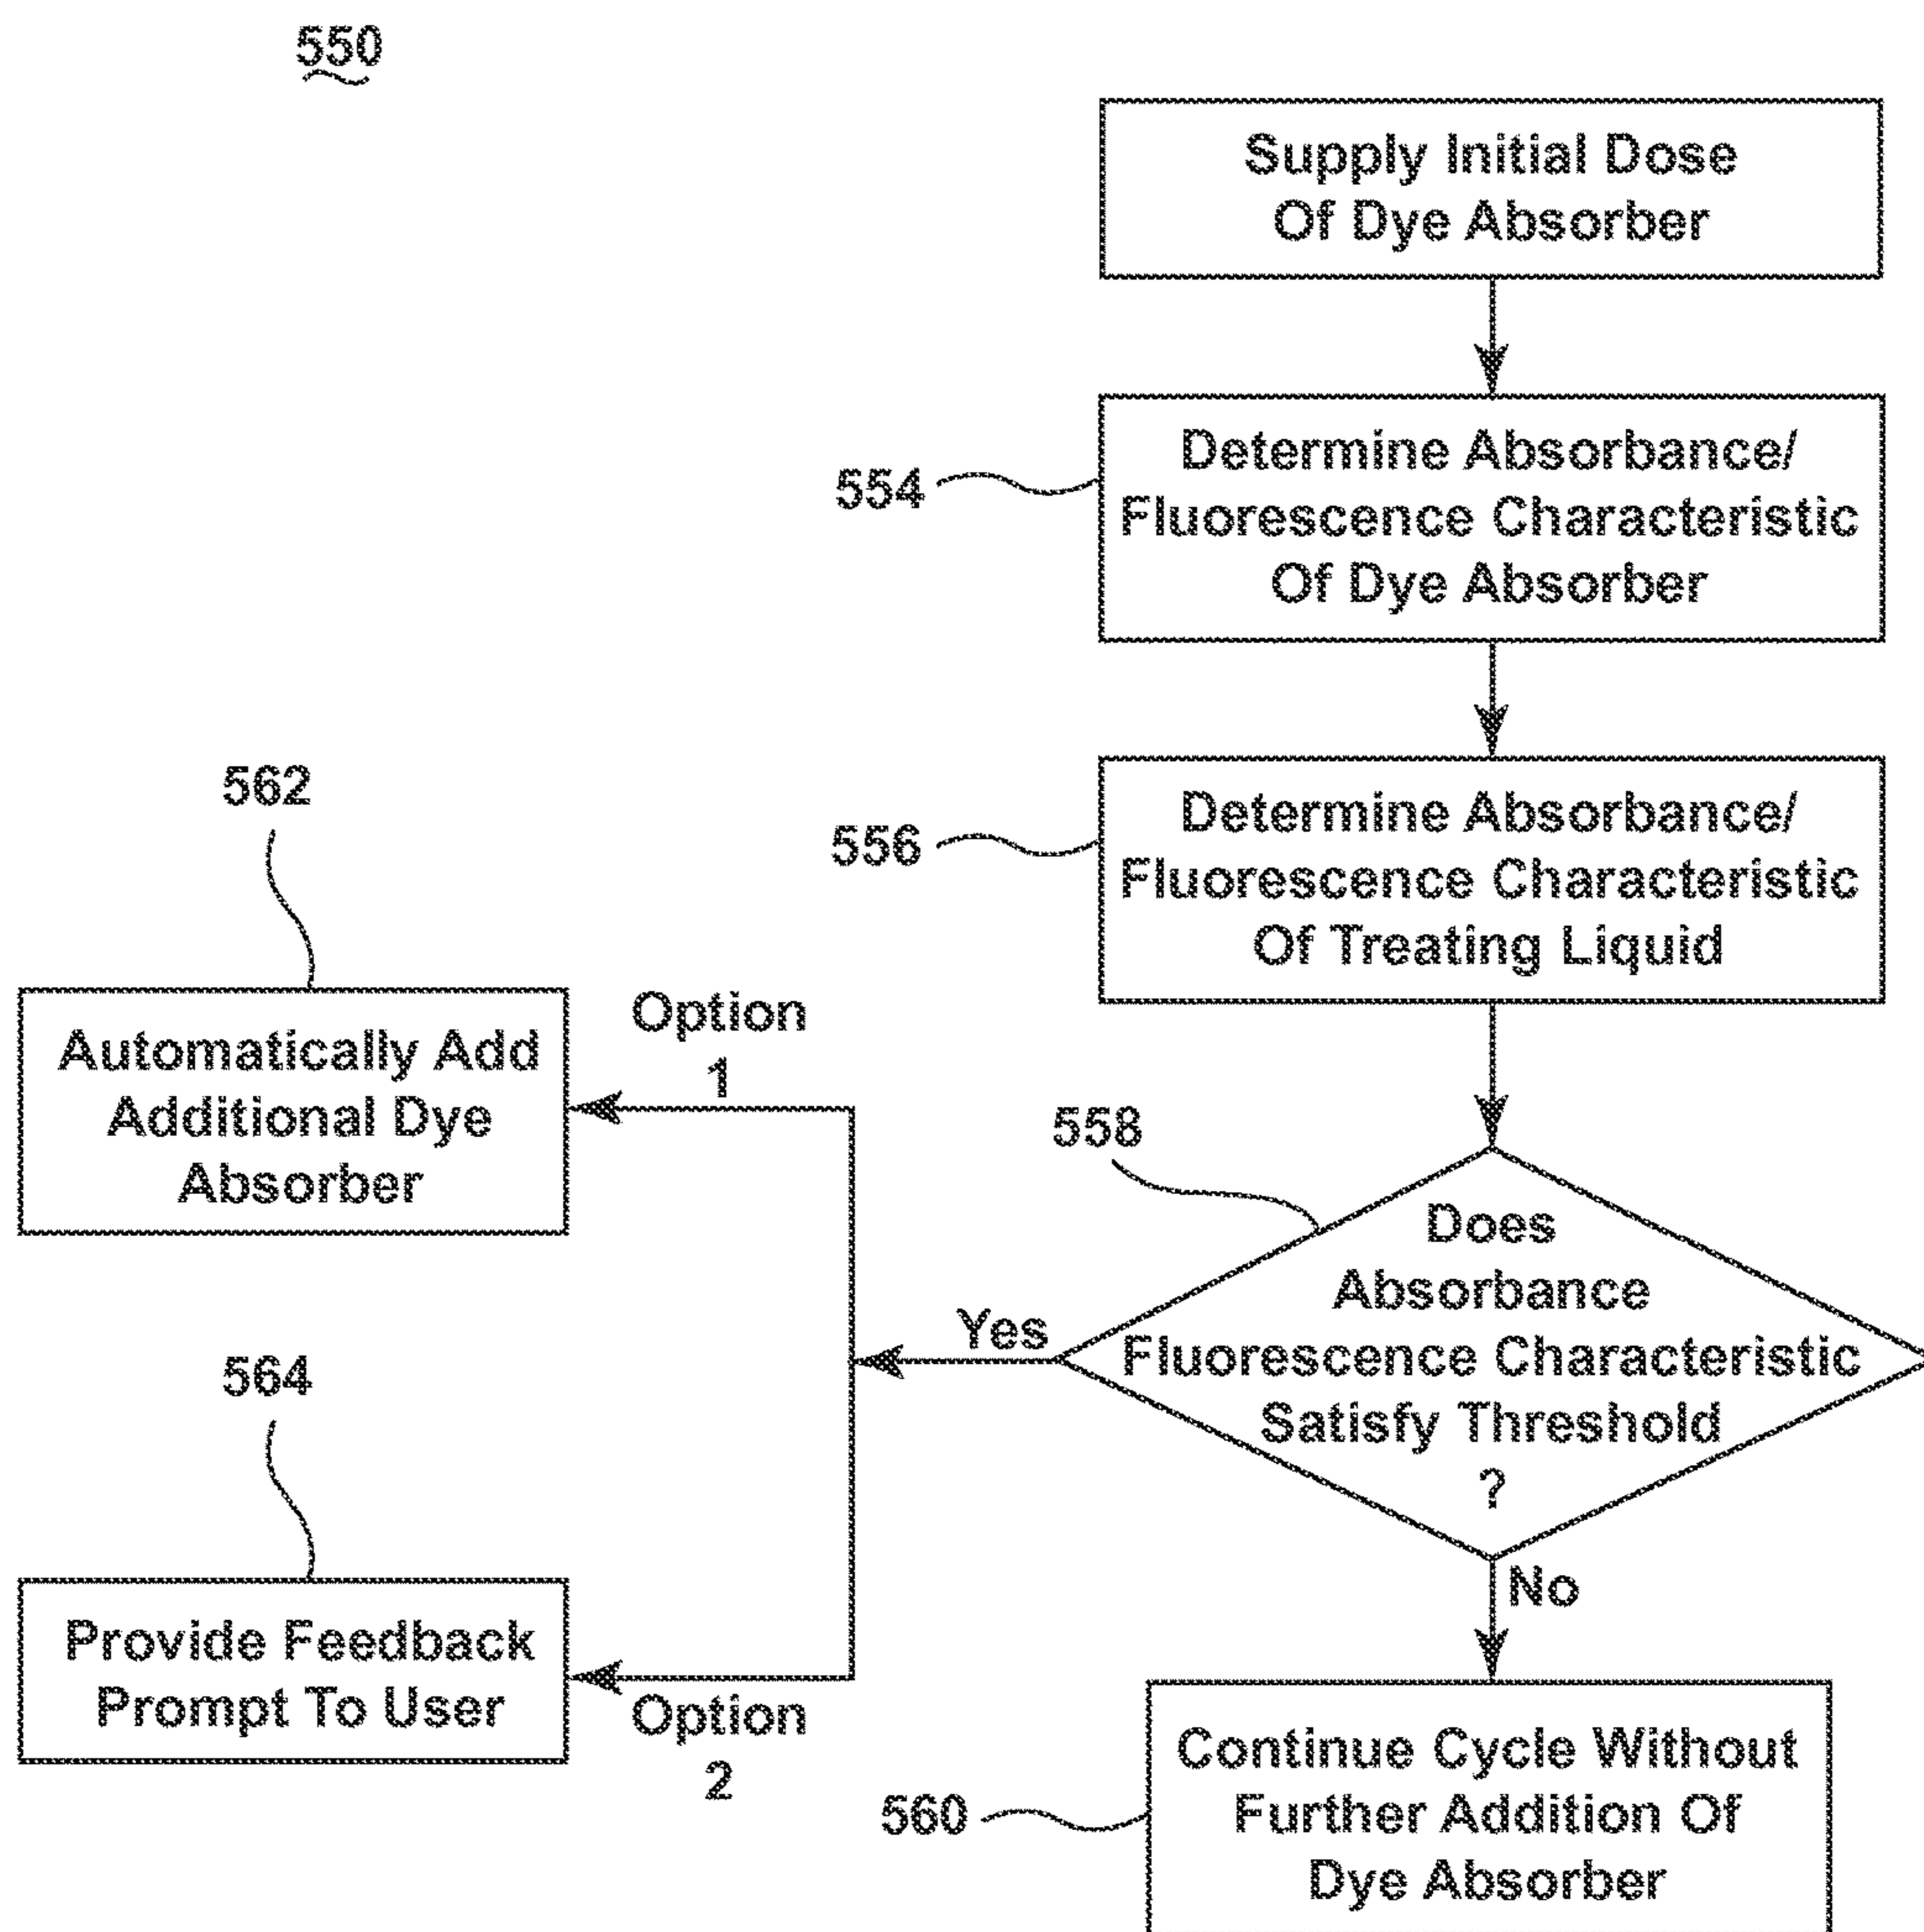 550
Supply Initial Dose
Of Dye Absorber
554
Determine Absorbance/
Fluorescence Characteristic
Of Dye Absorber
556
Determine Absorbance/
Fluorescence Characteristic
Of Treating Liquid
558
Does
Absorbance
Fluorescence Characteristic
Satisfy Threshold
?
Yes
No
Option
1
562
Automatically Add
Additional Dye
Absorber
564
Provide Feedback
Prompt To User
Option
2
560
Continue Cycle Without
Further Addition Of
Dye Absorber